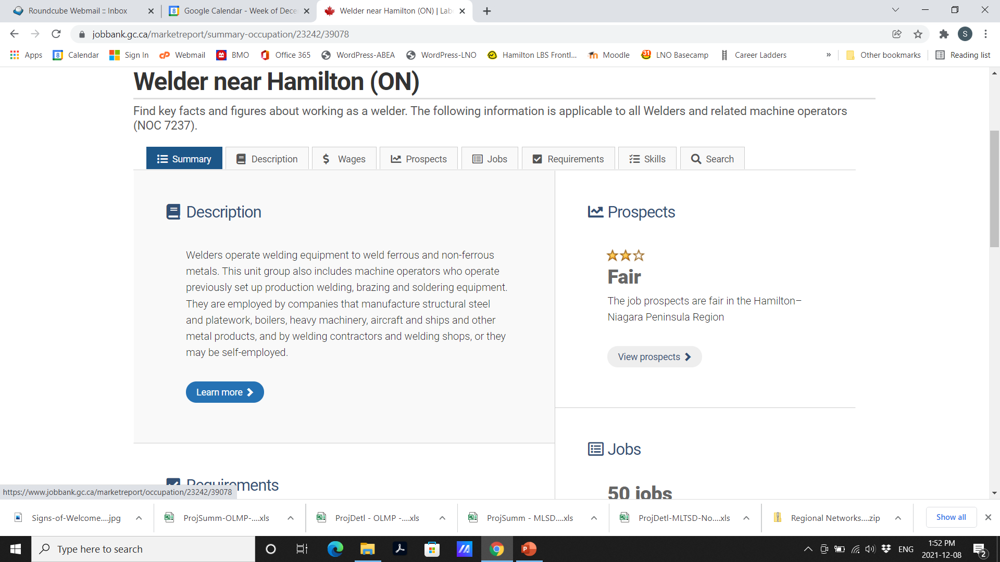 Roundcube Webmail :: Inbox
Google Calendar - Week of Dece
Welder near Hamilton (ON) | Lab
jobbank.gc.ca/marketreport/summary-occupation/23242/39078
S
Apps
8 Calendar
Sign In
Webmail
BMO
Office 365
WordPress-ABEA
WordPress-LNO
Hamilton LBS Frontl...
Moodle
31 LNO Basecamp
Career Ladders
»
Other bookmarks
Reading list
Welder near Hamilton (ON)
Find key facts and figures about working as a welder. The following information is applicable to all Welders and related machine operators
(NOC 7237).
Summary
Description
$ Wages
Prospects
Jobs
Requirements
Skills
Search
Description
Welders operate welding equipment to weld ferrous and non-ferrous
metals. This unit group also includes machine operators who operate
previously set up production welding, brazing and soldering equipment.
They are employed by companies that manufacture structural steel
and platework, boilers, heavy machinery, aircraft and ships and other
metal products, and by welding contractors and welding shops, or they
may be self-employed.
Learn more
Prospects
Fair
The job prospects are fair in the Hamilton–
Niagara Peninsula Region
View prospects
Jobs
50 jobs
Requirements
https://www.jobbank.gc.ca/marketreport/occupation/23242/39078
Signs-of-Welcome....jpg
ProjSumm-OLMP-....xls
ProjDetl - OLMP -....xls
ProjSumm - MLSD....xls
ProjDetl-MLTSD-No....xls
Regional Networks....zip
Show all
Type here to search
ENG
1:52 PM
2021-12-08
2